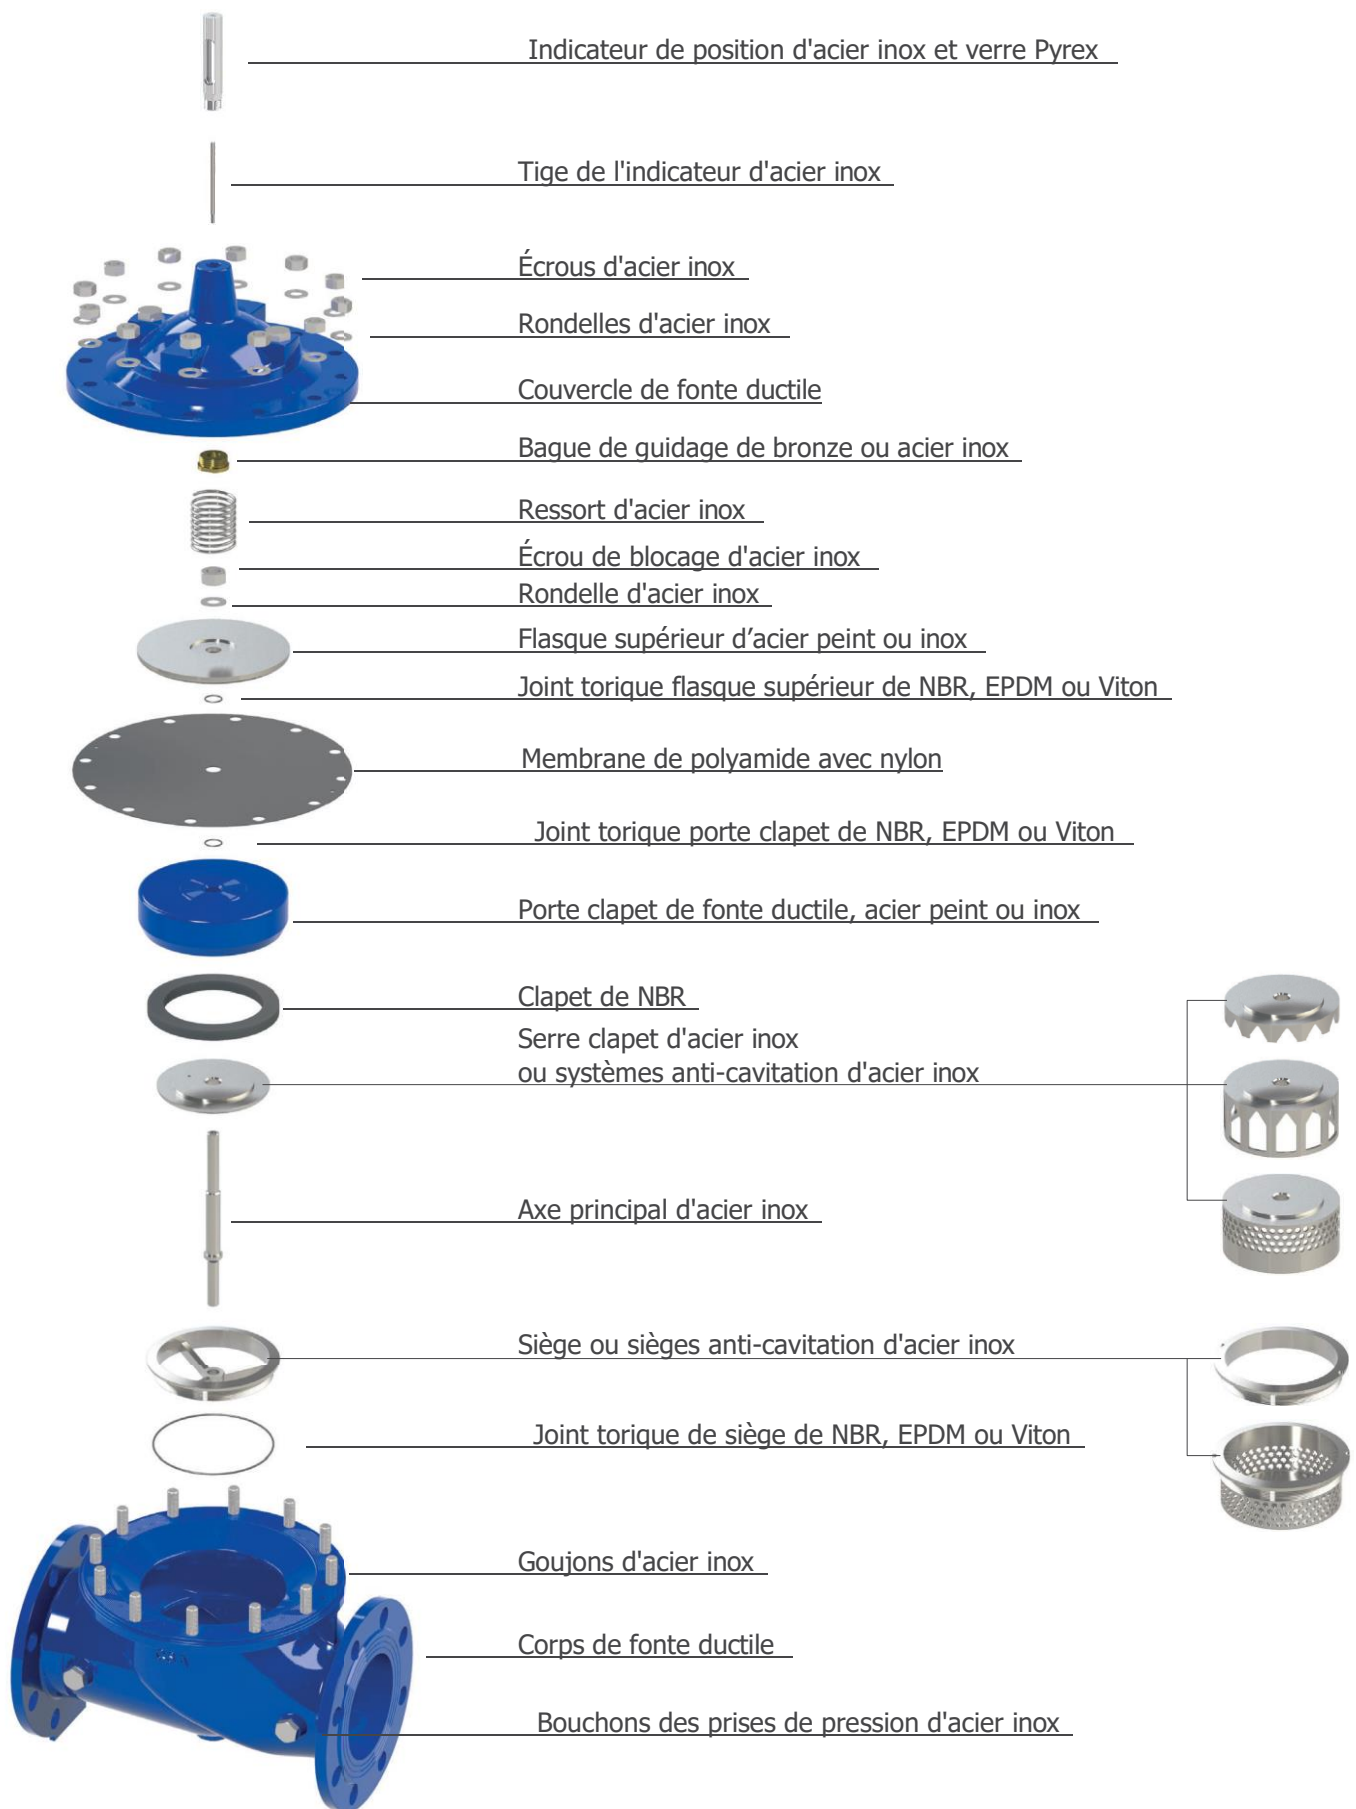 Indicateur de position d'acier inox et verre Pyrex
Tige de l'indicateur d'acier inox
Écrous d'acier inox
Rondelles d'acier inox
Couvercle de fonte ductile
Bague de guidage de bronze ou acier inox
Ressort d'acier inox
Écrou de blocage d'acier inox
Rondelle d'acier inox
Flasque supérieur d’acier peint ou inox
Joint torique flasque supérieur de NBR, EPDM ou Viton
Membrane de polyamide avec nylon
Joint torique porte clapet de NBR, EPDM ou Viton
Porte clapet de fonte ductile, acier peint ou inox
Clapet de NBR
Serre clapet d'acier inox
ou systèmes anti-cavitation d'acier inox
Axe principal d'acier inox
Siège ou sièges anti-cavitation d'acier inox
Joint torique de siège de NBR, EPDM ou Viton
Goujons d'acier inox
Corps de fonte ductile
Bouchons des prises de pression d'acier inox